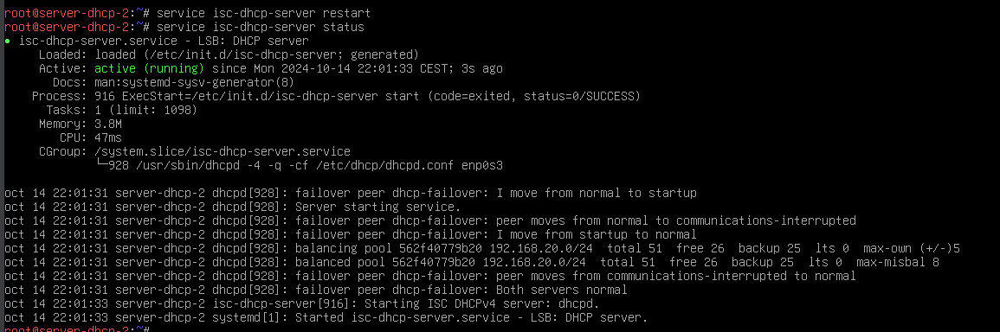 root@server-dhcp-2:~# service isc-dhcp-server restart
root@server-dhcp-2:~# service isc-dhcp-server status
● isc-dhcp-server.service - LSB: DHCP server
     Loaded: loaded (/etc/init.d/isc-dhcp-server; generated)
     Active: active (running) since Mon 2024-10-14 22:01:33 CEST; 3s ago
       Docs: man:systemd-sysv-generator(8)
    Process: 916 ExecStart=/etc/init.d/isc-dhcp-server start (code=exited, status=0/SUCCESS)
      Tasks: 1 (limit: 1098)
     Memory: 3.8M
        CPU: 47ms
     CGroup: /system.slice/isc-dhcp-server.service
             └─928 /usr/sbin/dhcpd -4 -q -cf /etc/dhcp/dhcpd.conf enp0s3

oct 14 22:01:31 server-dhcp-2 dhcpd[928]: failover peer dhcp-failover: I move from normal to startup
oct 14 22:01:31 server-dhcp-2 dhcpd[928]: Server starting service.
oct 14 22:01:31 server-dhcp-2 dhcpd[928]: failover peer dhcp-failover: peer moves from normal to communications-interrupted
oct 14 22:01:31 server-dhcp-2 dhcpd[928]: failover peer dhcp-failover: I move from startup to normal
oct 14 22:01:31 server-dhcp-2 dhcpd[928]: balancing pool 562f40779b20 192.168.20.0/24  total 51  free 26  backup 25  lts 0  max-own (+/-)5
oct 14 22:01:31 server-dhcp-2 dhcpd[928]: balanced pool 562f40779b20 192.168.20.0/24  total 51  free 26  backup 25  lts 0  max-misbal 8
oct 14 22:01:31 server-dhcp-2 dhcpd[928]: failover peer dhcp-failover: peer moves from communications-interrupted to normal
oct 14 22:01:31 server-dhcp-2 dhcpd[928]: failover peer dhcp-failover: Both servers normal
oct 14 22:01:33 server-dhcp-2 isc-dhcp-server[916]: Starting ISC DHCPv4 server: dhcpd.
oct 14 22:01:33 server-dhcp-2 systemd[1]: Started isc-dhcp-server.service - LSB: DHCP server.
root@server-dhcp-2:~#